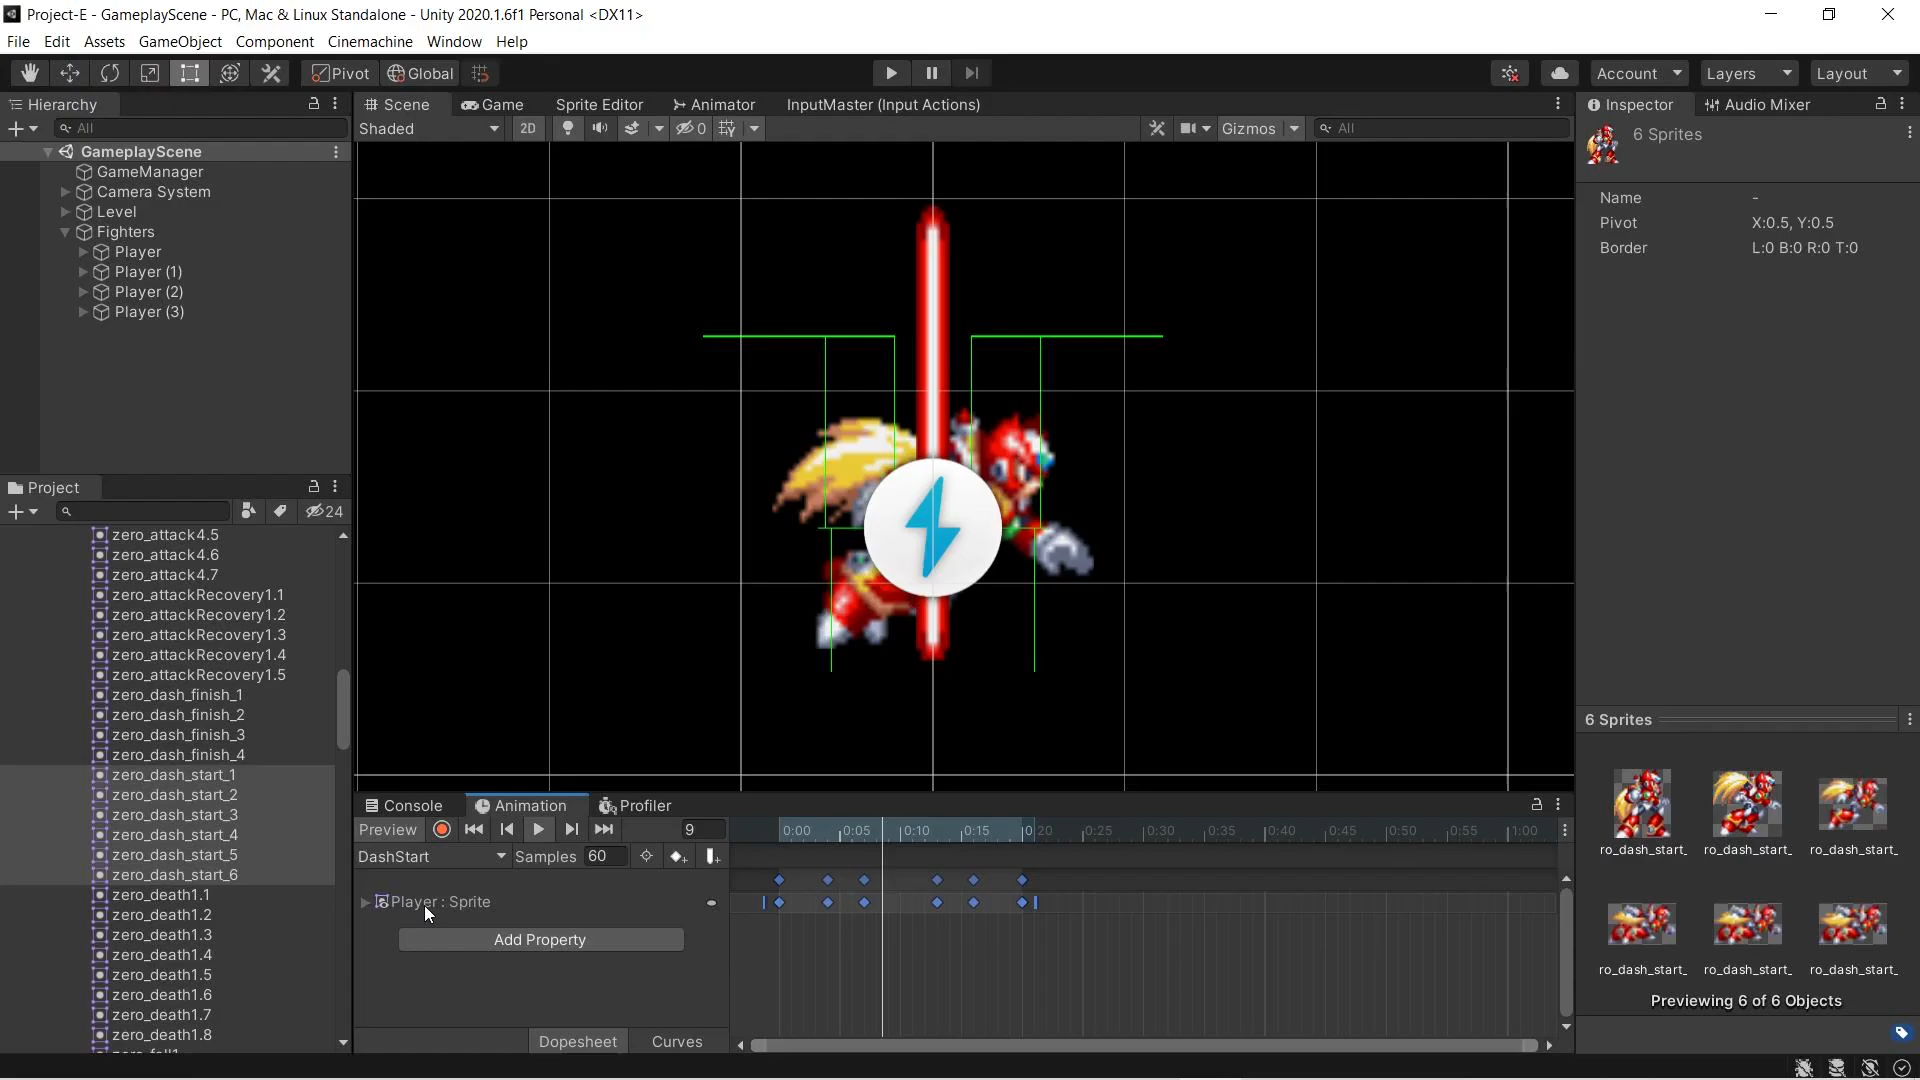 Project-E - GameplayScene - PC, Mac & Linux Standalone - Unity 2020.1.6f1 Personal <DX11>
File Edit Assets GameObject Component Cinemachine Window Help
Pivot Global Account Layers Layout
Hierarchy
All
GameplayScene
GameManager
Camera System
Level
Fighters
Player
Player (1)
Player (2)
Player (3)
Project
24
zero_attack4.5
zero_attack4.6
zero_attack4.7
zero_attackRecovery1.1
zero_attackRecovery1.2
zero_attackRecovery1.3
zero_attackRecovery1.4
zero_attackRecovery1.5
zero_dash_finish_1
zero_dash_finish_2
zero_dash_finish_3
zero_dash_finish_4
zero_dash_start_1
zero_dash_start_2
zero_dash_start_3
zero_dash_start_4
zero_dash_start_5
zero_dash_start_6
zero_death1.1
zero_death1.2
zero_death1.3
zero_death1.4
zero_death1.5
zero_death1.6
zero_death1.7
zero_death1.8
Scene Game Sprite Editor Animator InputMaster (Input Actions)
Shaded 2D 0 Gizmos All
Console Animation Profiler
Preview 9 0:00 0:05 0:10 0:15 0:20 0:25 0:30 0:35 0:40 0:45 0:50 0:55 1:00
DashStart Samples 60
Player : Sprite
Add Property
Dopesheet Curves
Inspector Audio Mixer
6 Sprites
Name -
Pivot X:0.5, Y:0.5
Border L:0 B:0 R:0 T:0
6 Sprites
ro_dash_start_ ro_dash_start_ ro_dash_start_
ro_dash_start_ ro_dash_start_ ro_dash_start_
Previewing 6 of 6 Objects